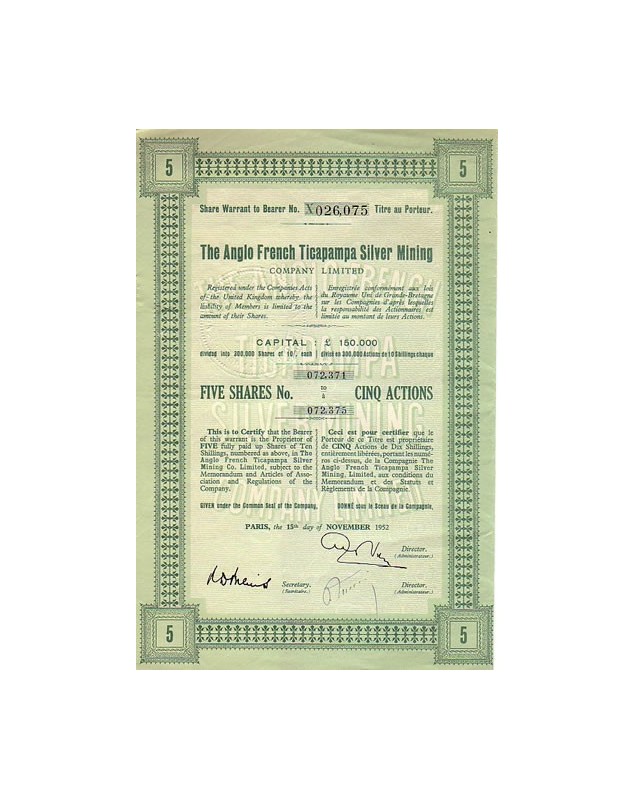 5
5
Share Warrant to Bearer No. X026,075 Titre au Porteur.
The Anglo French Ticapampa Silver Mining
COMPANY LIMITED
Registered under the Companies Acts
of the United Kingdom whereby the
liability of Members is limited to the
amount of their Shares.
Enregistrée conformément aux lois
du Royaume Uni de Grande-Bretagne
sur les Compagnies d'après lesquelles
la responsabilité des Actionnaires est
limitée au montant de leurs Actions.
THE ANGLO FRENCH
TICAPAMPA
SILVER MINING
COMPANY LIMITED
CAPITAL : £ 150.000
divided into 300.000 Shares of 10/. each
divisé en 300.000 Actions de 10 Shillings chaque
072.371
FIVE SHARES No. to CINQ ACTIONS
à
072.375
This is to Certify that the Bearer
of this warrant is the Proprietor of
FIVE fully paid up Shares of Ten
Shillings, numbered as above, in The
Anglo French Ticapampa Silver
Mining Co. Limited, subject to the
Memorandum and Articles of Asso-
ciation and Regulations of the
Company.
Ceci est pour certifier que le
Porteur de ce Titre est propriétaire
de CINQ Actions de Dix Shillings,
entièrement libérées, portant les numé-
ros ci-dessus, de la Compagnie The
Anglo French Ticapampa Silver
Mining, Limited, aux conditions du
Memorandum et des Statuts et
Règlements de la Compagnie.
GIVEN under the Common Seal of the Company,
DONNÉ sous le Sceau de la Compagnie,
PARIS, the 15th day of NOVEMBER 1952
Director.
(Administrateur.)
Secretary.
(Secrétaire.)
Director.
(Administrateur.)
5
5